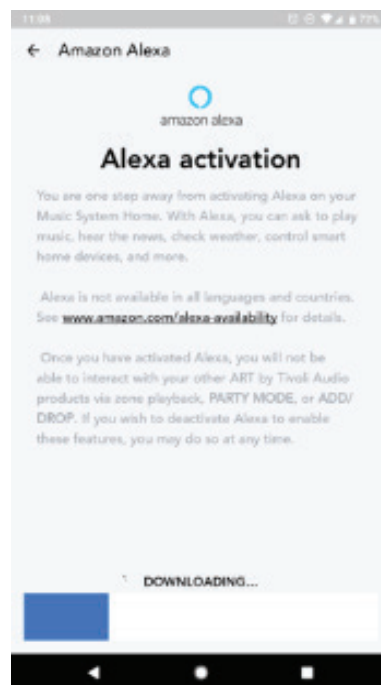 11:08
77%
← Amazon Alexa
amazon alexa
Alexa activation
You are one step away from activating Alexa on your
Music System Home. With Alexa, you can ask to play
music, hear the news, check weather, control smart
home devices, and more.
Alexa is not available in all languages and countries.
See www.amazon.com/alexa-availability for details.
Once you have activated Alexa, you will not be
able to interact with your other ART by Tivoli Audio
products via zone playback, PARTY MODE, or ADD/
DROP. If you wish to deactivate Alexa to enable
these features, you may do so at any time.
DOWNLOADING...